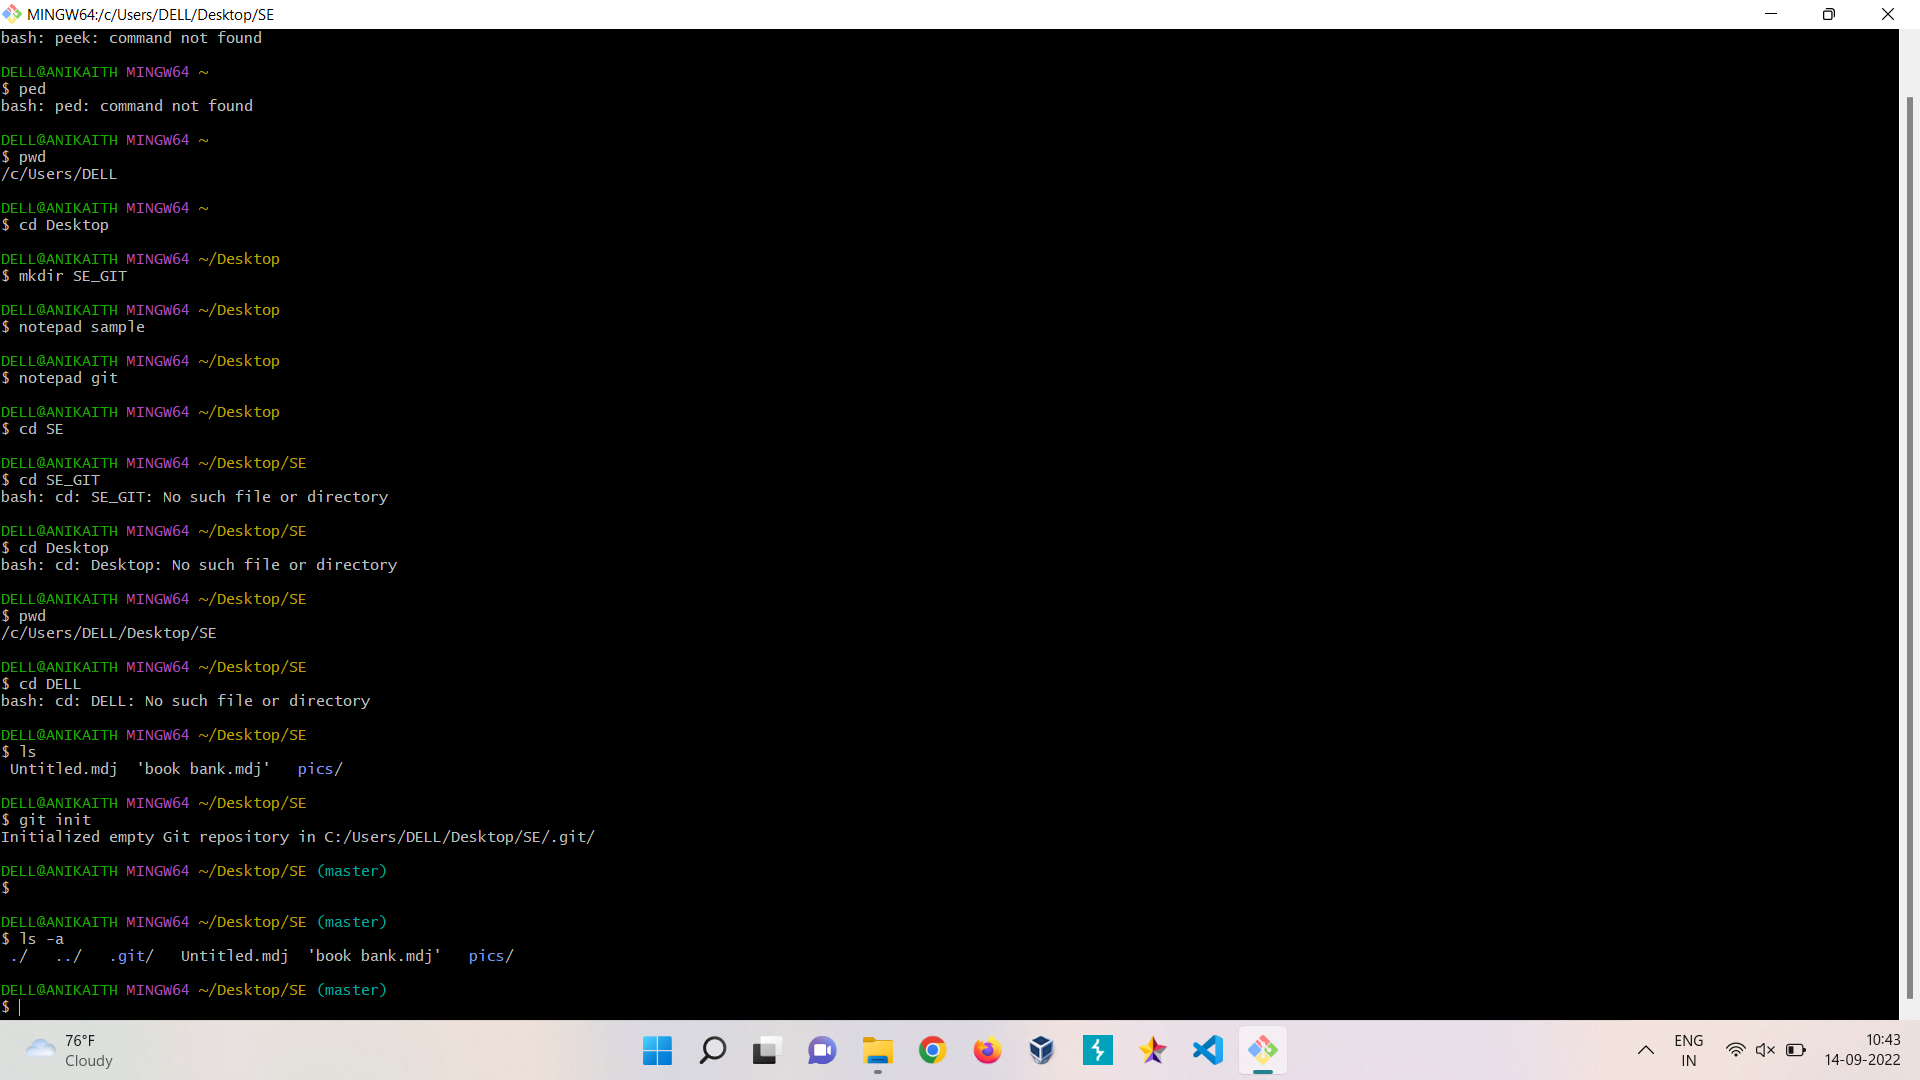 MINGW64:/c/Users/DELL/Desktop/SE
bash: peek: command not found
DELL@ANIKAITH MINGW64 ~
$ ped
bash: ped: command not found
DELL@ANIKAITH MINGW64 ~
$ pwd
/c/Users/DELL
DELL@ANIKAITH MINGW64 ~
$ cd Desktop
DELL@ANIKAITH MINGW64 ~/Desktop
$ mkdir SE_GIT
DELL@ANIKAITH MINGW64 ~/Desktop
$ notepad sample
DELL@ANIKAITH MINGW64 ~/Desktop
$ notepad git
DELL@ANIKAITH MINGW64 ~/Desktop
$ cd SE
DELL@ANIKAITH MINGW64 ~/Desktop/SE
$ cd SE_GIT
bash: cd: SE_GIT: No such file or directory
DELL@ANIKAITH MINGW64 ~/Desktop/SE
$ cd Desktop
bash: cd: Desktop: No such file or directory
DELL@ANIKAITH MINGW64 ~/Desktop/SE
$ pwd
/c/Users/DELL/Desktop/SE
DELL@ANIKAITH MINGW64 ~/Desktop/SE
$ cd DELL
bash: cd: DELL: No such file or directory
DELL@ANIKAITH MINGW64 ~/Desktop/SE
$ ls
Untitled.mdj  'book bank.mdj'   pics/
DELL@ANIKAITH MINGW64 ~/Desktop/SE
$ git init
Initialized empty Git repository in C:/Users/DELL/Desktop/SE/.git/
DELL@ANIKAITH MINGW64 ~/Desktop/SE (master)
$
DELL@ANIKAITH MINGW64 ~/Desktop/SE (master)
$ ls -a
./   ../   .git/   Untitled.mdj  'book bank.mdj'   pics/
DELL@ANIKAITH MINGW64 ~/Desktop/SE (master)
$
76°F
Cloudy
ENG
IN
10:43
14-09-2022